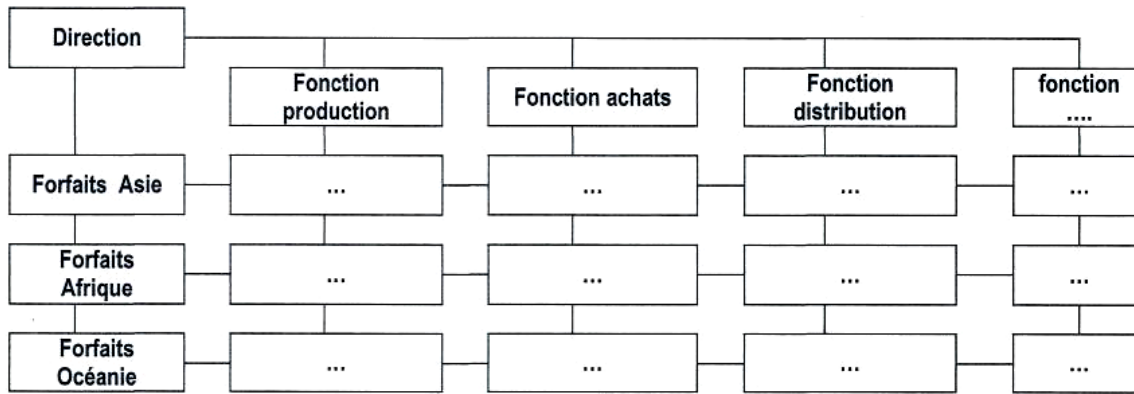 Direction
Fonction
production
Fonction achats
Fonction
distribution
fonction
....
Forfaits Asie
...
...
...
...
Forfaits
Afrique
...
...
...
...
Forfaits
Océanie
...
...
...
...